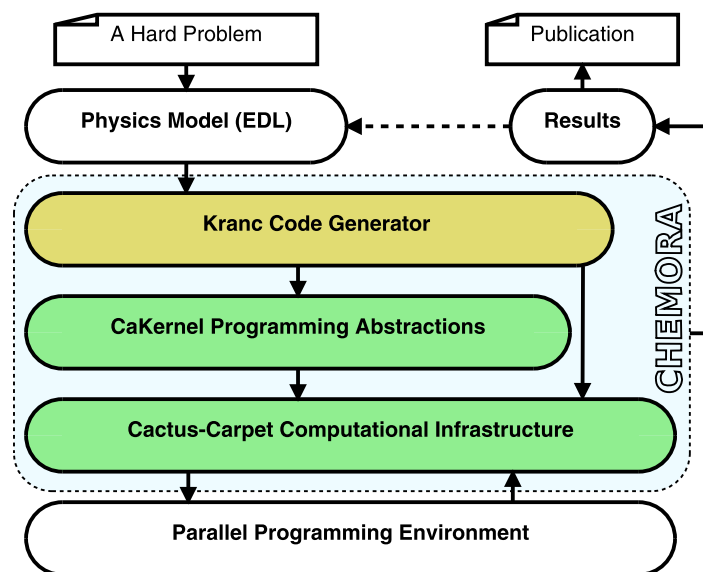 A Hard Problem
Publication
Physics Model (EDL)
Results
Kranc Code Generator
CHEMORA
CaKernel Programming Abstractions
Cactus-Carpet Computational Infrastructure
Parallel Programming Environment